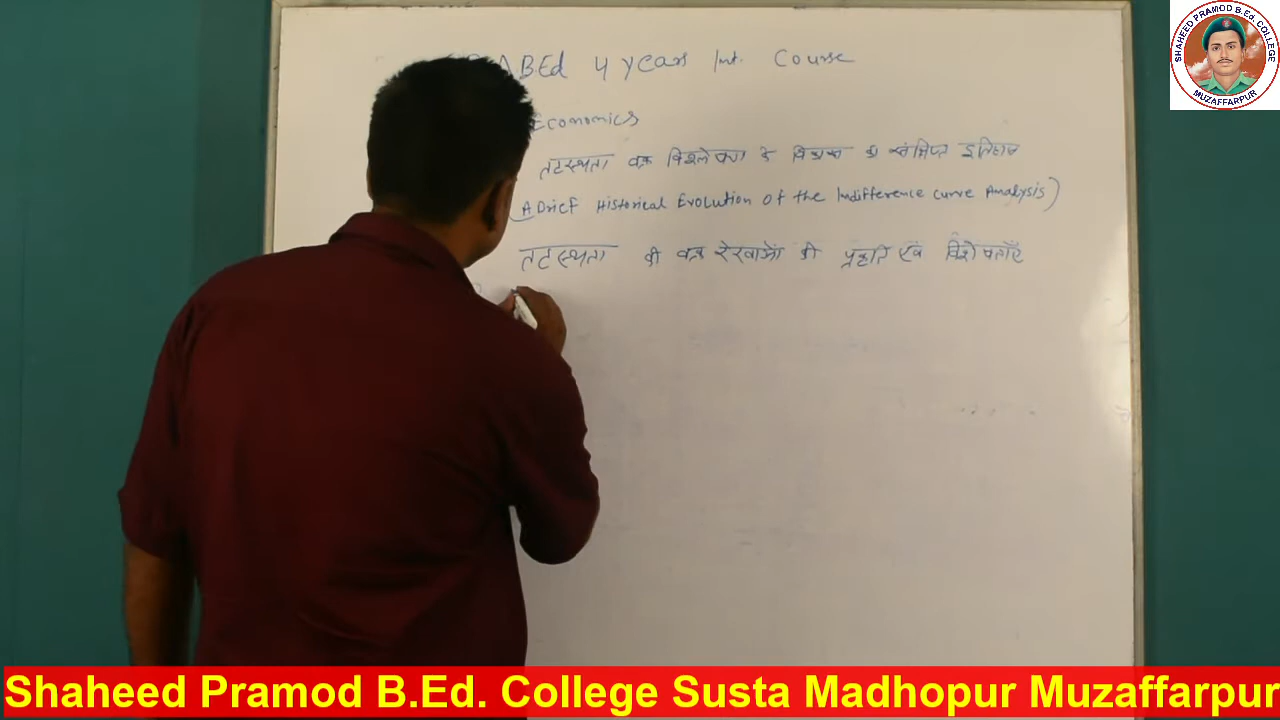 BABEd 4 Years Int. Course
Economics
तटस्थता वक्र विश्लेषण के विकास का संक्षिप्त इतिहास
(A Brief Historical Evolution of the Indifference Curve Analysis)
तटस्थता की वक्र रेखाओं की प्रकृति एवं विशेषताएँ
SHAHEED PRAMOD B.Ed. COLLEGE
MUZAFFARPUR
Shaheed Pramod B.Ed. College Susta Madhopur Muzaffarpur